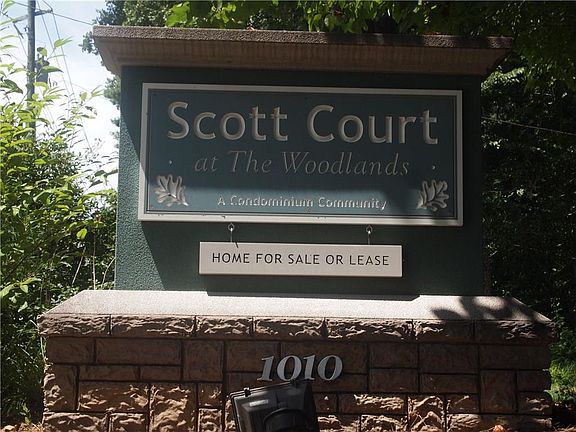 Scott Court
at The Woodlands
A Condominium Community
HOME FOR SALE OR LEASE
1010